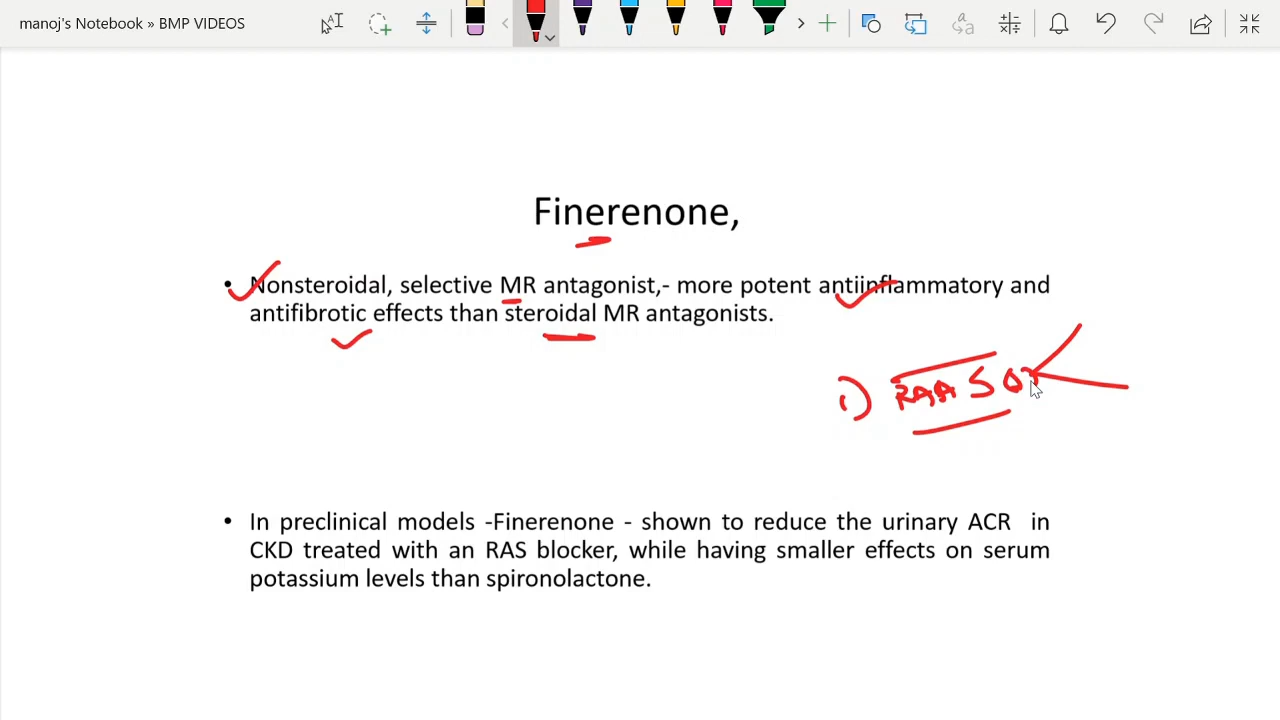 manoj's Notebook » BMP VIDEOS
Finerenone,
• Nonsteroidal, selective MR antagonist,- more potent antiinflammatory and
antifibrotic effects than steroidal MR antagonists.
1) RAAS
• In preclinical models -Finerenone - shown to reduce the urinary ACR in
CKD treated with an RAS blocker, while having smaller effects on serum
potassium levels than spironolactone.